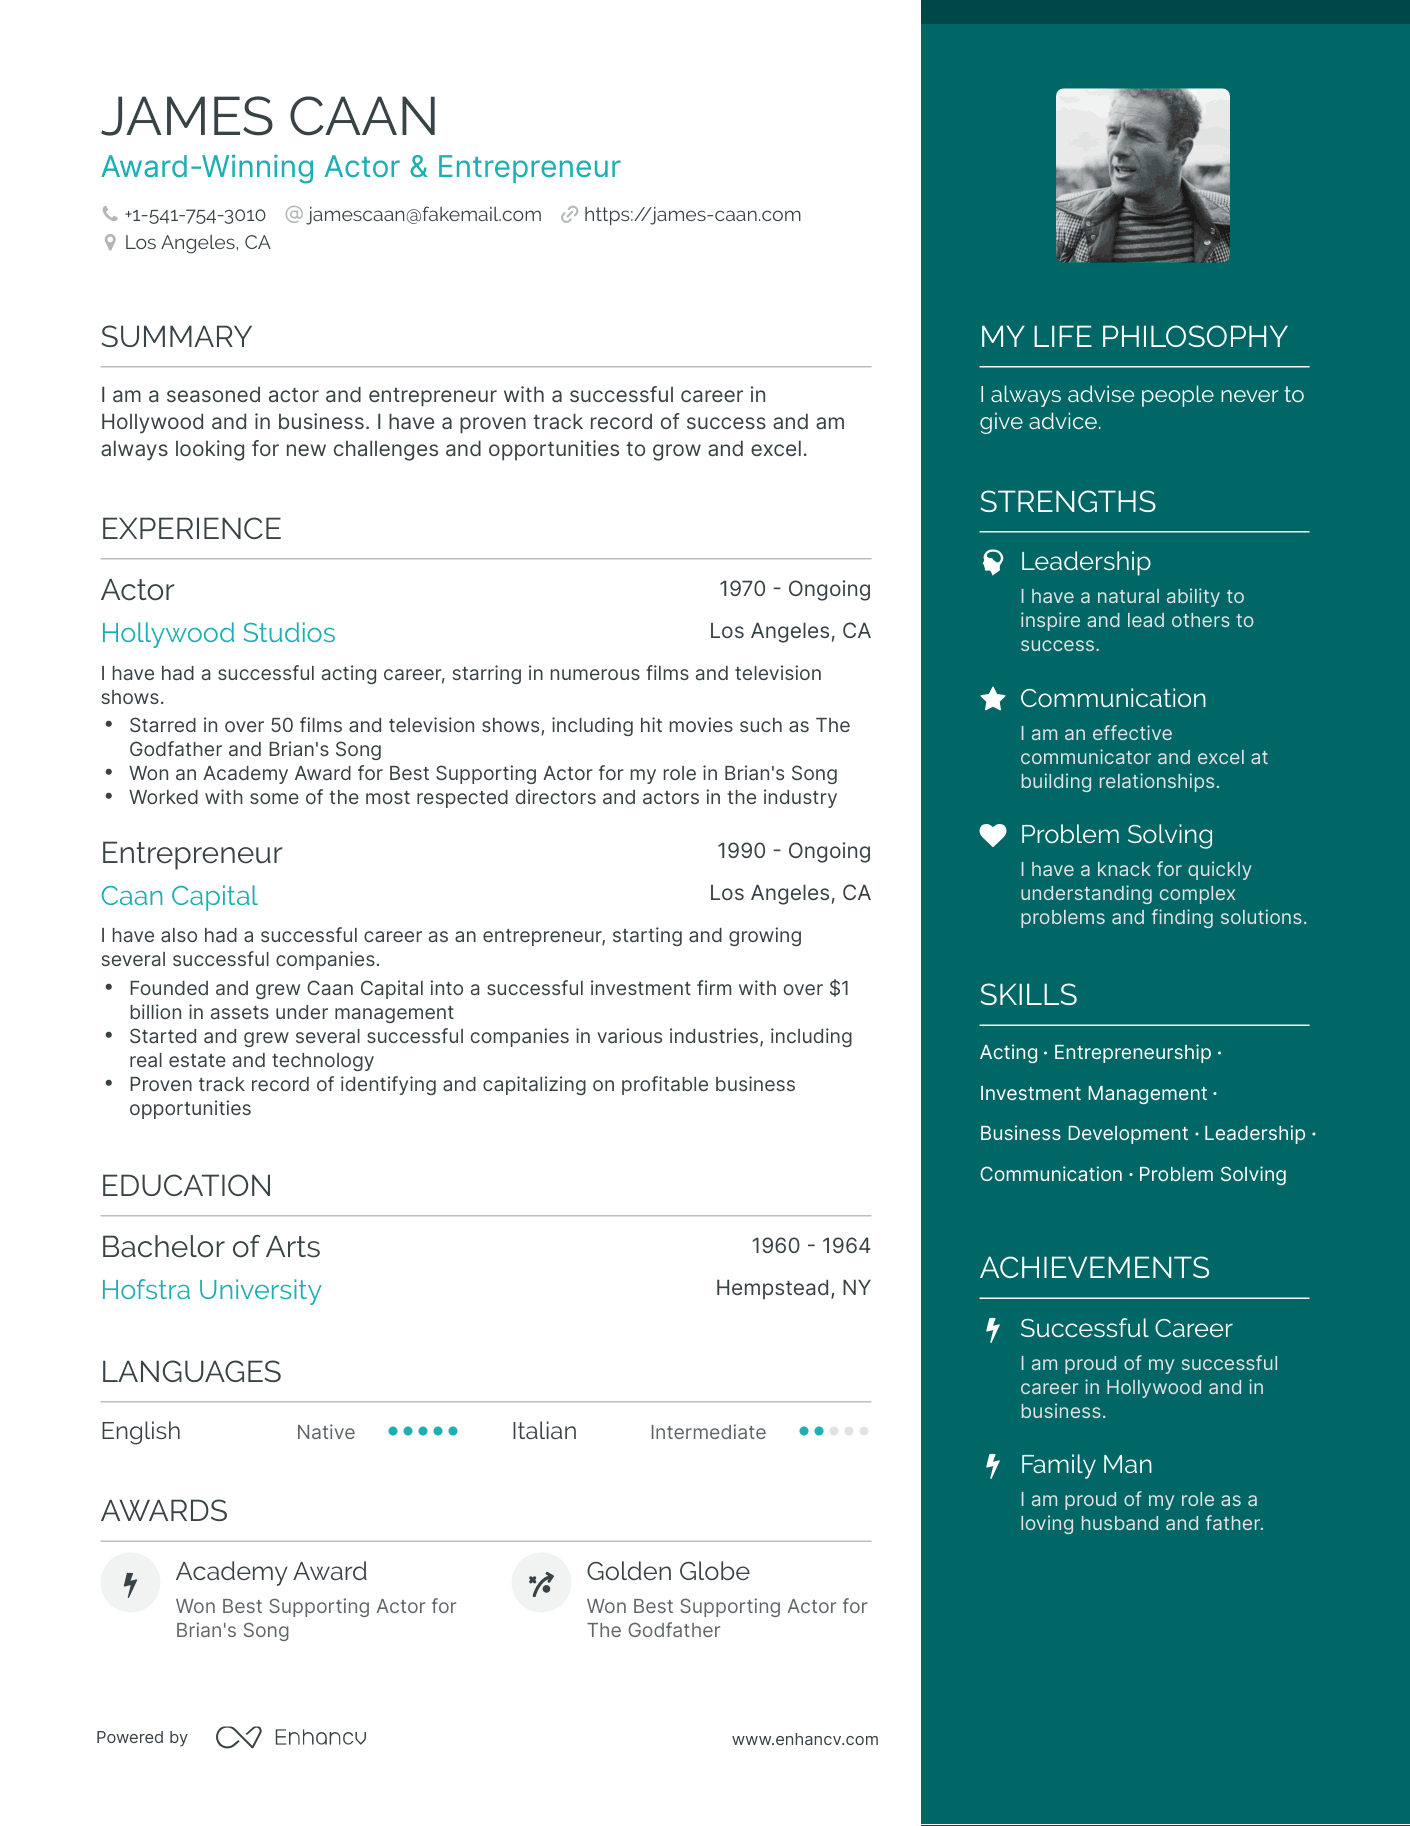 JAMES CAAN
Award-Winning Actor & Entrepreneur
+1-541-754-3010 jamescaan@fakemail.com https://james-caan.com
Los Angeles, CA
SUMMARY
I am a seasoned actor and entrepreneur with a successful career in
Hollywood and in business. I have a proven track record of success and am
always looking for new challenges and opportunities to grow and excel.
EXPERIENCE
Actor 1970 - Ongoing
Hollywood Studios Los Angeles, CA
I have had a successful acting career, starring in numerous films and television
shows.
• Starred in over 50 films and television shows, including hit movies such as The
Godfather and Brian's Song
• Won an Academy Award for Best Supporting Actor for my role in Brian's Song
• Worked with some of the most respected directors and actors in the industry
Entrepreneur 1990 - Ongoing
Caan Capital Los Angeles, CA
I have also had a successful career as an entrepreneur, starting and growing
several successful companies.
• Founded and grew Caan Capital into a successful investment firm with over $1
billion in assets under management
• Started and grew several successful companies in various industries, including
real estate and technology
• Proven track record of identifying and capitalizing on profitable business
opportunities
EDUCATION
Bachelor of Arts 1960 - 1964
Hofstra University Hempstead, NY
LANGUAGES
English Native Italian Intermediate
AWARDS
Academy Award
Won Best Supporting Actor for
Brian's Song
Golden Globe
Won Best Supporting Actor for
The Godfather
Powered by Enhancv www.enhancv.com
MY LIFE PHILOSOPHY
I always advise people never to
give advice.
STRENGTHS
Leadership
I have a natural ability to
inspire and lead others to
success.
Communication
I am an effective
communicator and excel at
building relationships.
Problem Solving
I have a knack for quickly
understanding complex
problems and finding solutions.
SKILLS
Acting · Entrepreneurship ·
Investment Management ·
Business Development · Leadership ·
Communication · Problem Solving
ACHIEVEMENTS
Successful Career
I am proud of my successful
career in Hollywood and in
business.
Family Man
I am proud of my role as a
loving husband and father.